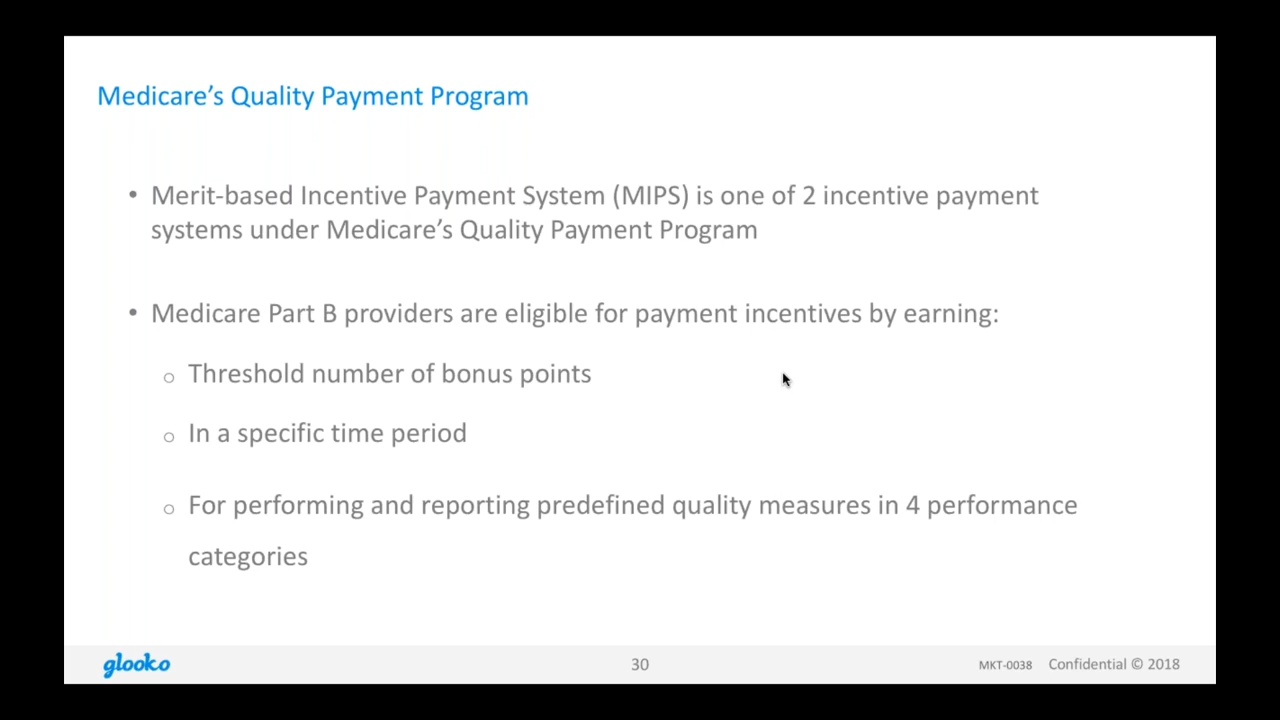 Medicare’s Quality Payment Program
• Merit-based Incentive Payment System (MIPS) is one of 2 incentive payment
systems under Medicare’s Quality Payment Program
• Medicare Part B providers are eligible for payment incentives by earning:
o Threshold number of bonus points
o In a specific time period
o For performing and reporting predefined quality measures in 4 performance
categories
glooko 30 MKT-0038 Confidential © 2018